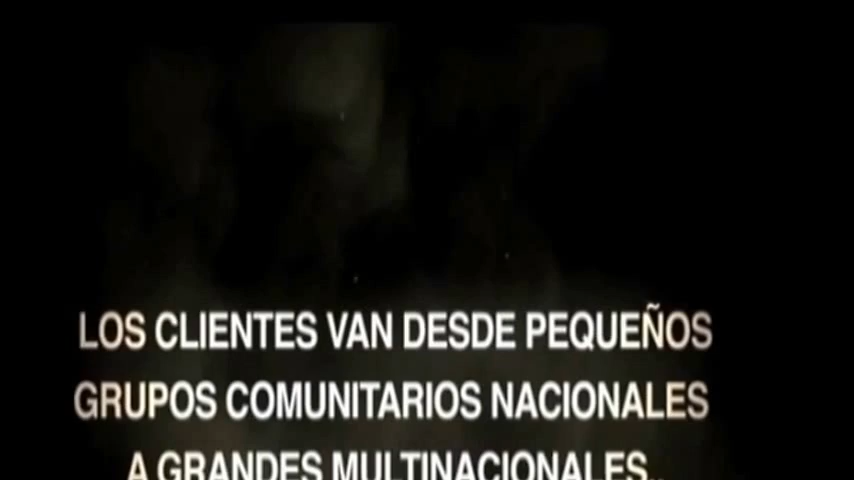 LOS CLIENTES VAN DESDE PEQUEÑOS
GRUPOS COMUNITARIOS NACIONALES
A GRANDES MULTINACIONALES..